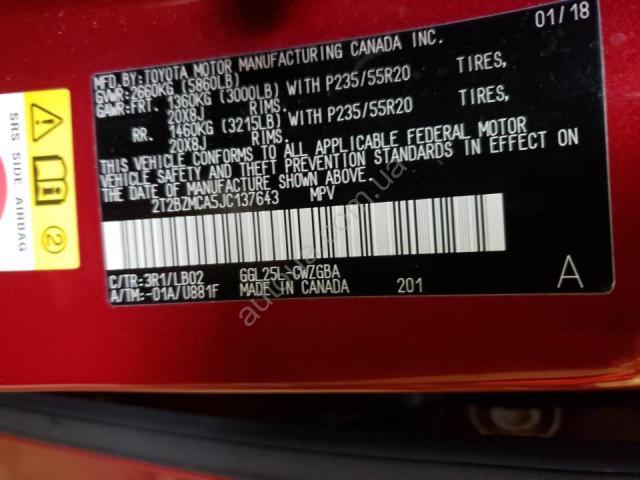 01/18
MFD.BY:TOYOTA MOTOR MANUFACTURING CANADA INC.
GVWR:2660KG (5860LB)
GAWR:FRT. 1360KG (3000LB) WITH P235/55R20 TIRES,
20X8J RIMS.
RR. 1460KG (3215LB) WITH P235/55R20 TIRES,
20X8J RIMS.
THIS VEHICLE CONFORMS TO ALL APPLICABLE FEDERAL MOTOR
VEHICLE SAFETY AND THEFT PREVENTION STANDARDS IN EFFECT ON
THE DATE OF MANUFACTURE SHOWN ABOVE.
2T2BZMCA5JC137643 MPV
C/TR:3R1/LB02 GGL25L-CWZGBA
A/TM:-01A/U881F MADE IN CANADA 201
A
SRS SIDE AIRBAG
2